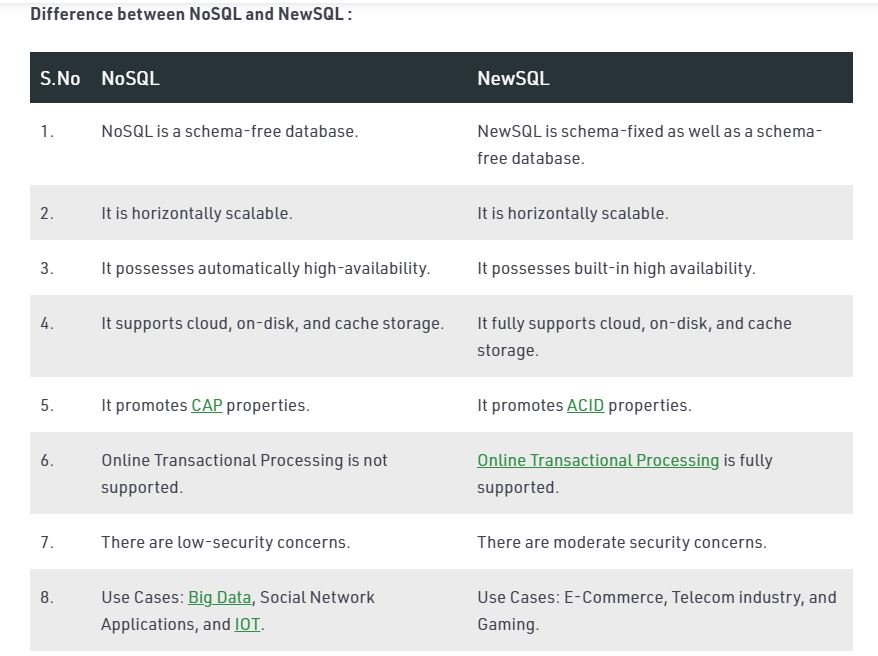 Difference between NoSQL and NewSQL :
S.No NoSQL NewSQL
1. NoSQL is a schema-free database. NewSQL is schema-fixed as well as a schema-
free database.
2. It is horizontally scalable. It is horizontally scalable.
3. It possesses automatically high-availability. It possesses built-in high availability.
4. It supports cloud, on-disk, and cache storage. It fully supports cloud, on-disk, and cache
storage.
5. It promotes CAP properties. It promotes ACID properties.
6. Online Transactional Processing is not Online Transactional Processing is fully
supported. supported.
7. There are low-security concerns. There are moderate security concerns.
8. Use Cases: Big Data, Social Network Use Cases: E-Commerce, Telecom industry, and
Applications, and IOT. Gaming.